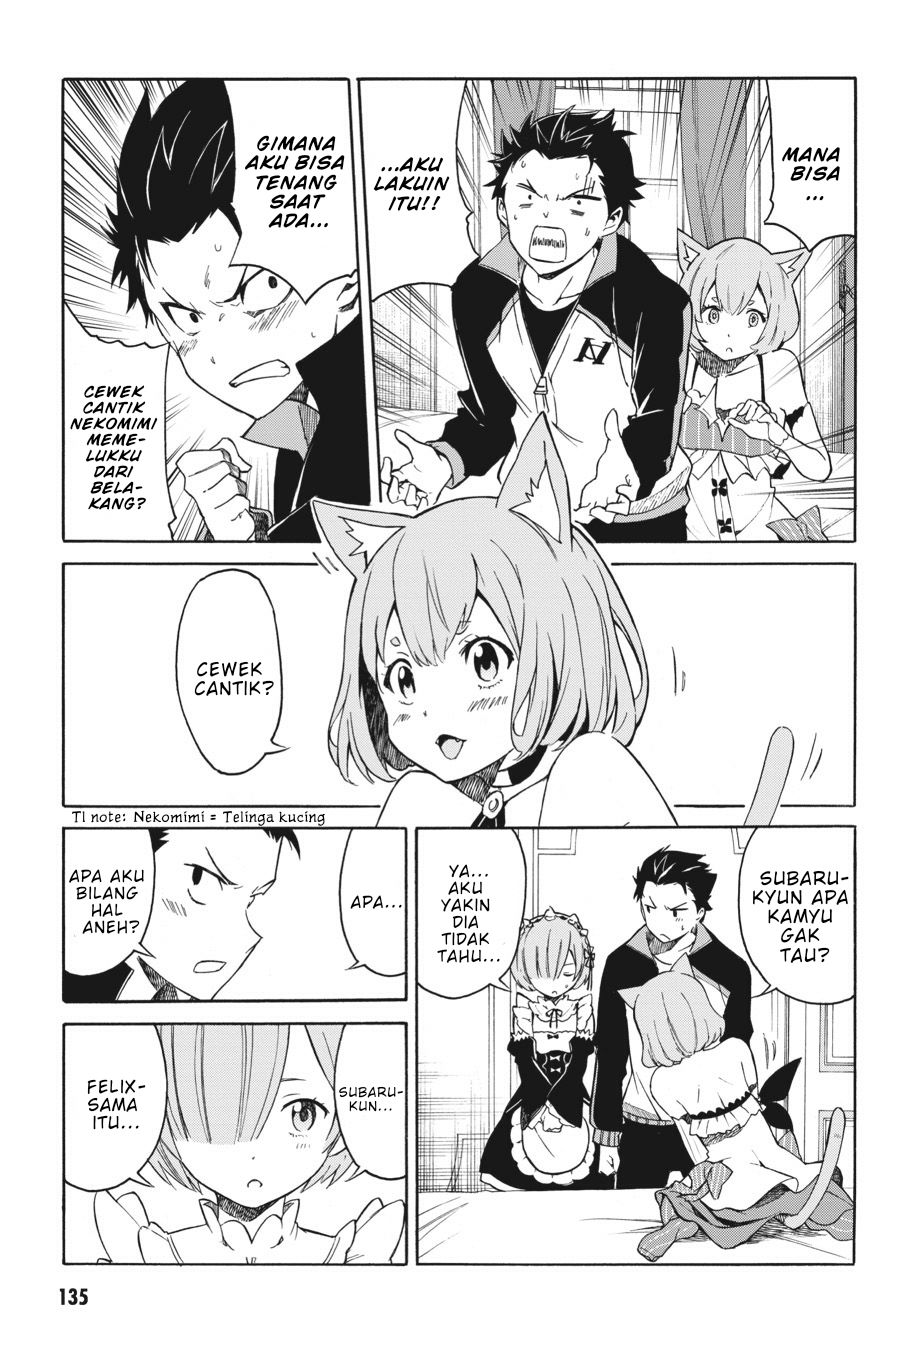 MANA
BISA
...
...AKU
LAKUIN
ITU!!
GIMANA
AKU BISA
TENANG
SAAT
ADA...
CEWEK
CANTIK
NEKOMIMI
MEME-
LUKKU
DARI
BELA-
KANG?
CEWEK
CANTIK?
Tl note: Nekomimi = Telinga kucing
SUBARU-
KYUN APA
KAMYU
GAK
TAU?
YA...
AKU
YAKIN
DIA
TIDAK
TAHU...
APA...
APA AKU
BILANG
HAL
ANEH?
SUBARU-
KUN...
FELIX-
SAMA
ITU...
135